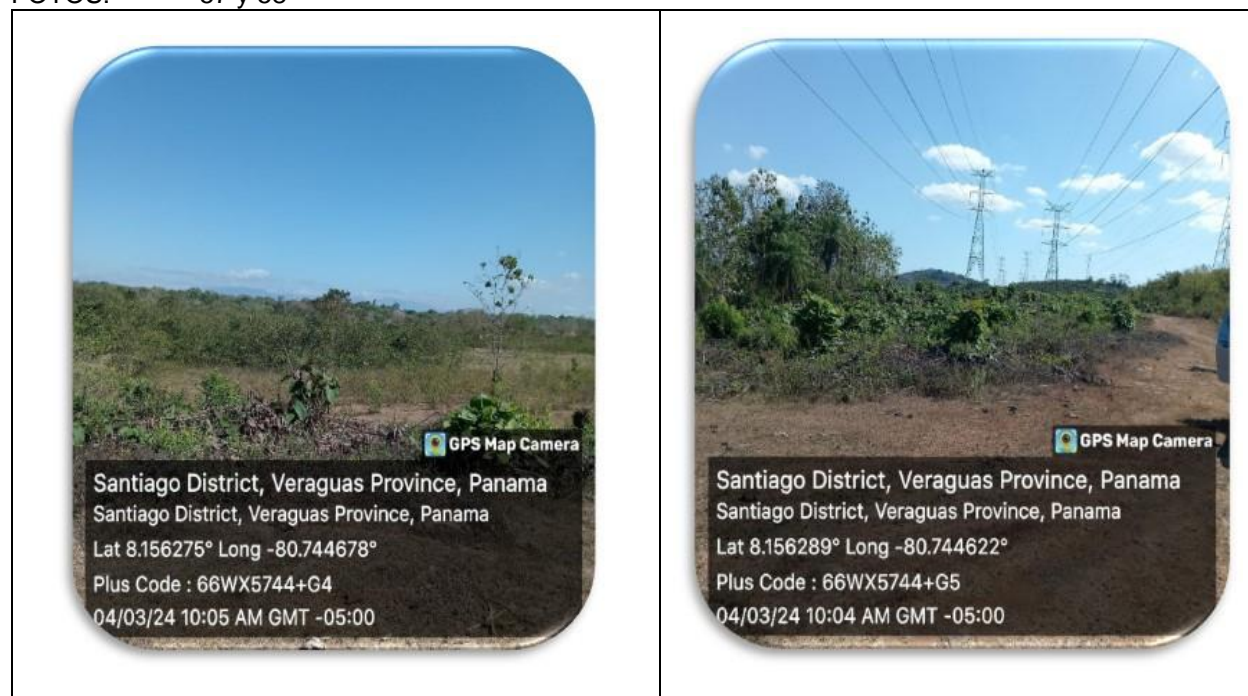 GPS Map Camera
Santiago District, Veraguas Province, Panama
Santiago District, Veraguas Province, Panama
Lat 8.156275° Long -80.744678°
Plus Code : 66WX5744+G4
04/03/24 10:05 AM GMT -05:00
GPS Map Camera
Santiago District, Veraguas Province, Panama
Santiago District, Veraguas Province, Panama
Lat 8.156289° Long -80.744622°
Plus Code : 66WX5744+G5
04/03/24 10:04 AM GMT -05:00